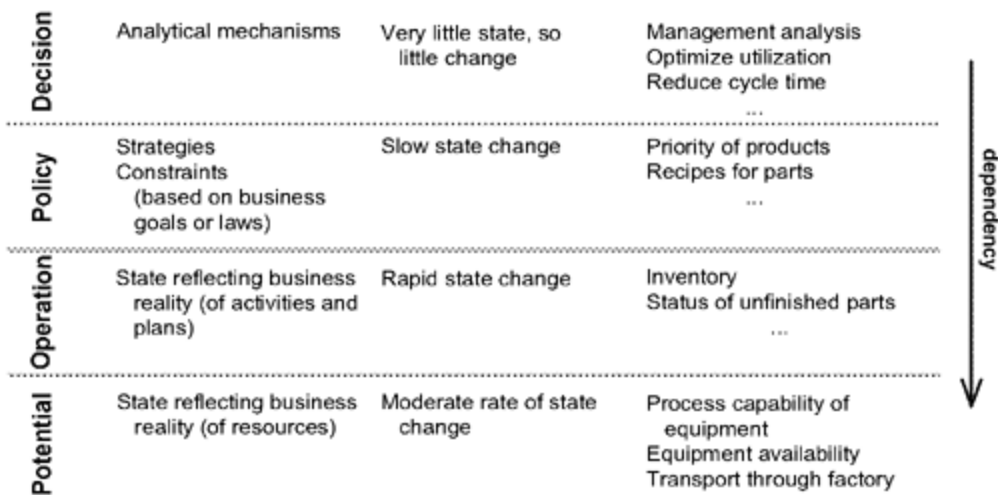 Decision
Analytical mechanisms
Very little state, so
little change
Management analysis
Optimize utilization
Reduce cycle time
...
Policy
Strategies
Constraints
(based on business
goals or laws)
Slow state change
Priority of products
Recipes for parts
...
Operation
State reflecting business
reality (of activities and
plans)
Rapid state change
Inventory
Status of unfinished parts
...
Potential
State reflecting business
reality (of resources)
Moderate rate of state
change
Process capability of
equipment
Equipment availability
Transport through factory
dependency